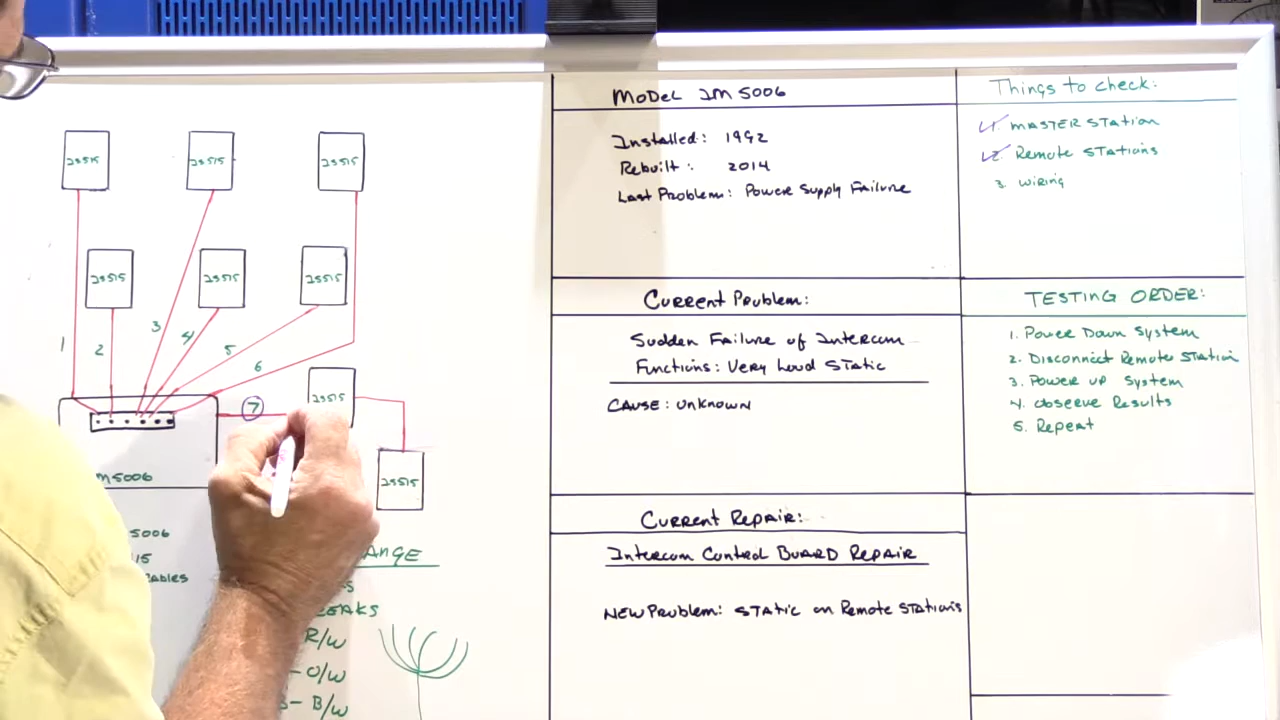 IS515 IS515 IS515
IS515 IS515 IS515
1 2 3 4 5 6
7 IS515
M5006
IS515
5006
15
ABLES
ANGE
EAKS
R/W
- O/W
- B/W
MODEL IM 5006
Installed: 1992
Rebuilt: 2014
Last Problem: Power Supply Failure
Current Problem:
Sudden Failure of Intercom
Functions: Very Loud Static
CAUSE: UNKNOWN
Current Repair:
Intercom Control BOARD REPAIR
NEW Problem: STATIC on Remote STATIONS
Things to check:
1. MASTER STATION
2. Remote STATIONS
3. WIRING
TESTING ORDER:
1. Power Down System
2. Disconnect Remote STATION
3. Power up System
4. Observe Results
5. Repeat